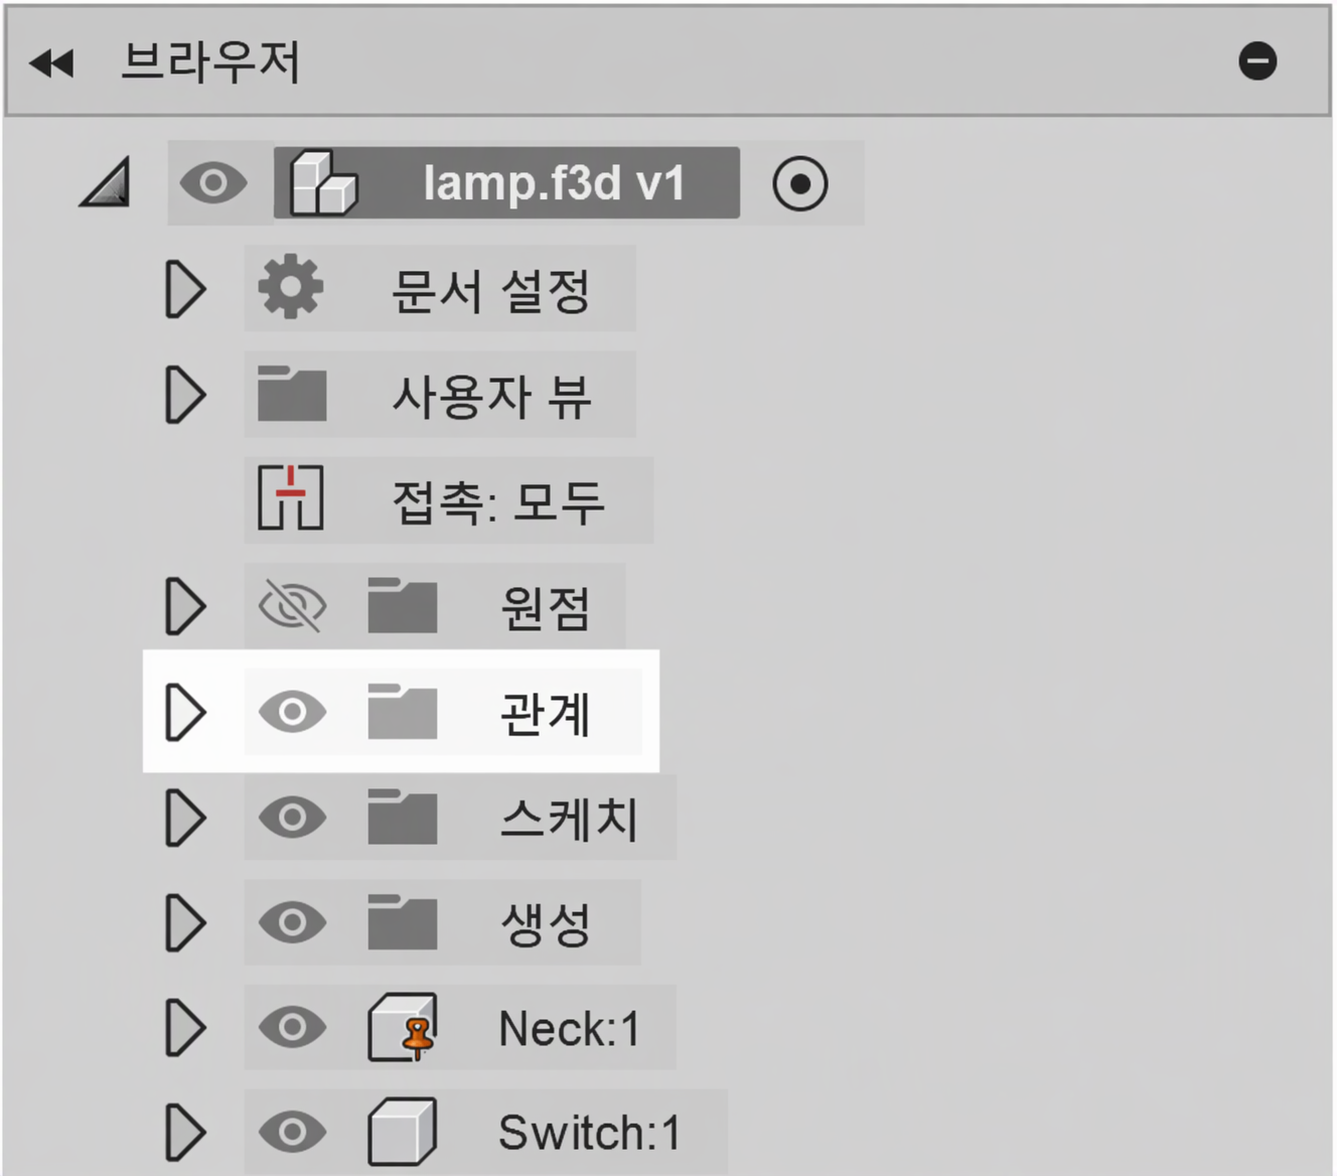 브라우저
lamp.f3d v1
문서 설정
사용자 뷰
접촉: 모두
원점
관계
스케치
생성
Neck:1
Switch:1